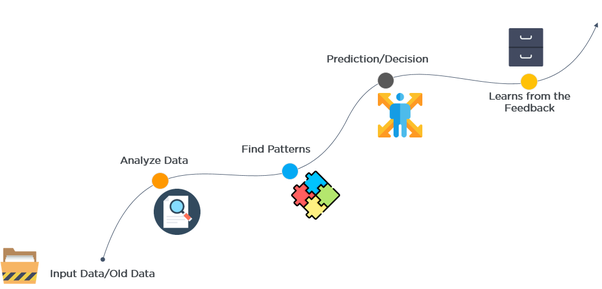 Input Data/Old Data
Analyze Data
Find Patterns
Prediction/Decision
Learns from the
Feedback